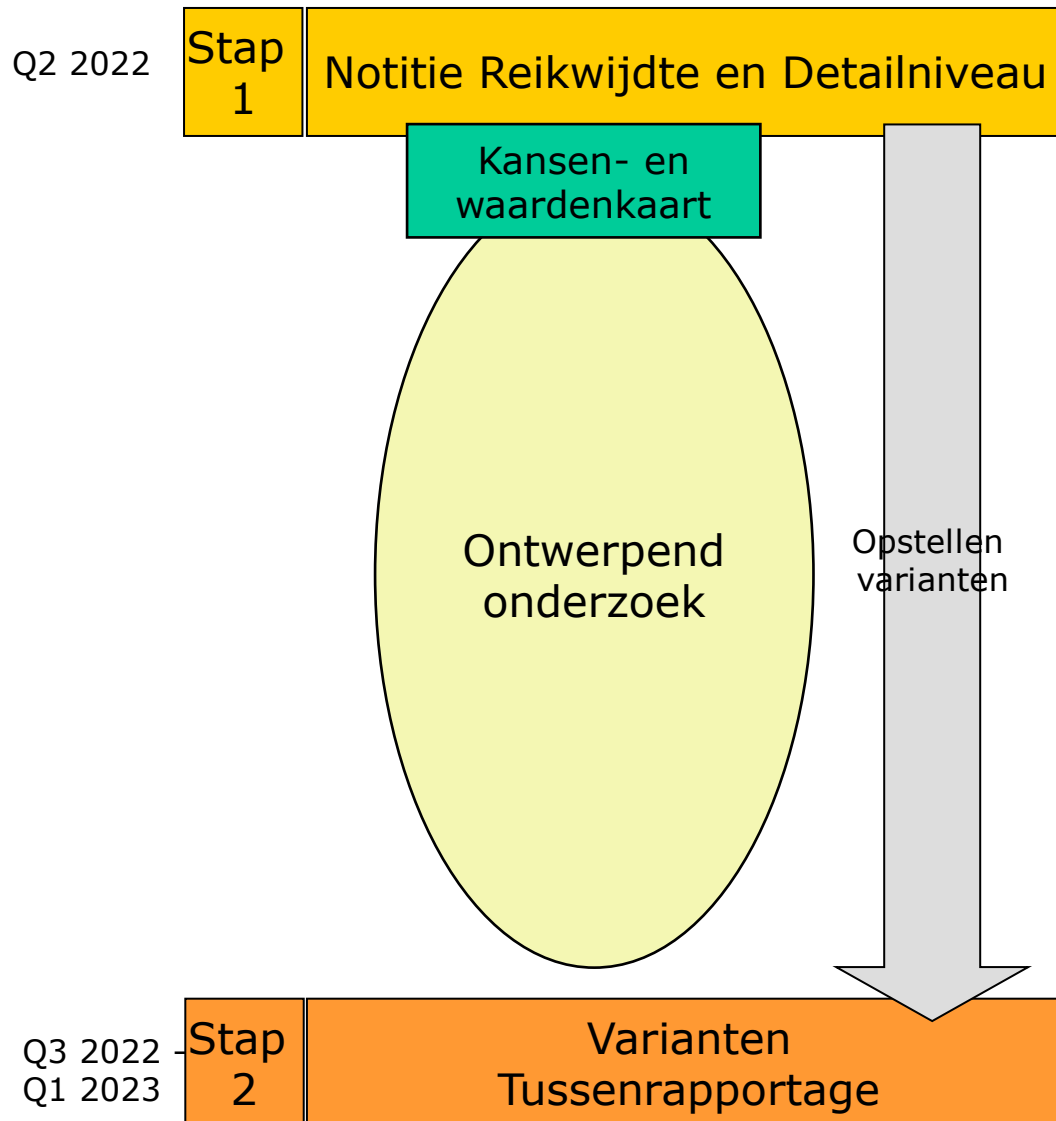 Q2 2022
Stap
1
Notitie Reikwijdte en Detailniveau
Kansen- en
waardenkaart
Ontwerpend
onderzoek
Opstellen
varianten
Q3 2022 -
Q1 2023
Stap
2
Varianten
Tussenrapportage